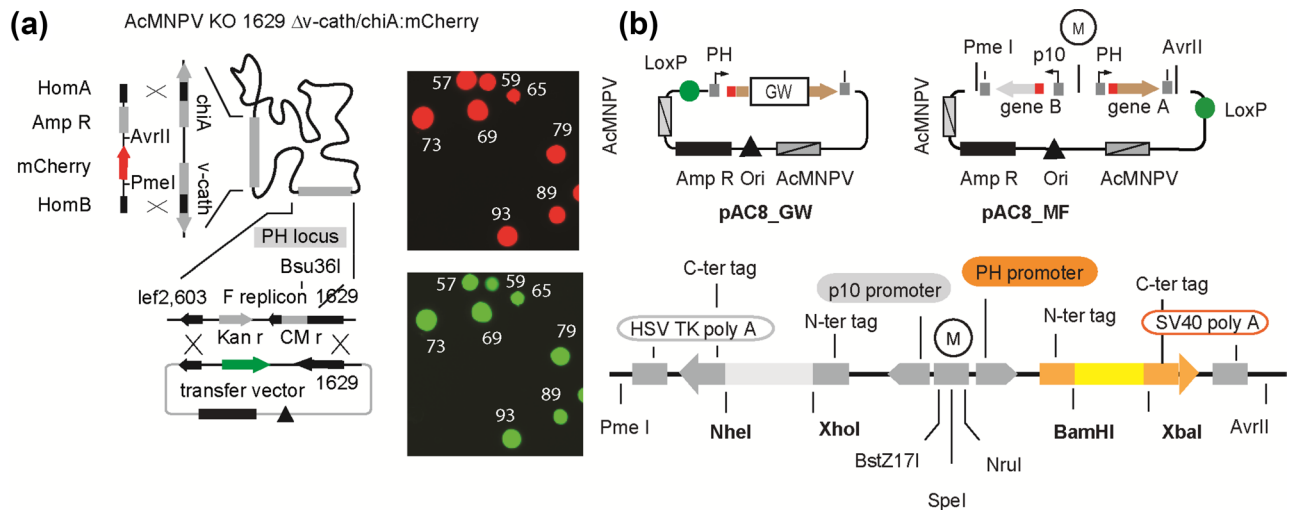 (a)
AcMNPV KO 1629 Δv-cath/chiA:mCherry
HomA
Amp R
AvrII
mCherry
PmeI
HomB
chiA
v-cath
PH locus
Bsu36I
lef2,603 F replicon 1629
Kan r CM r
1629
transfer vector
57 59
65
73 69
79
89
93
57 59
65
73 69
79
89
93
(b)
LoxP PH
GW
AcMNPV
Amp R Ori AcMNPV
pAC8_GW
M
Pme I p10 PH AvrII
gene B gene A
LoxP
AcMNPV
Amp R Ori AcMNPV
pAC8_MF
C-ter tag
HSV TK poly A
p10 promoter
N-ter tag
M
PH promoter
N-ter tag
C-ter tag
SV40 poly A
Pme I
NheI
XhoI
BstZ17I
SpeI
NruI
BamHI
XbaI
AvrII